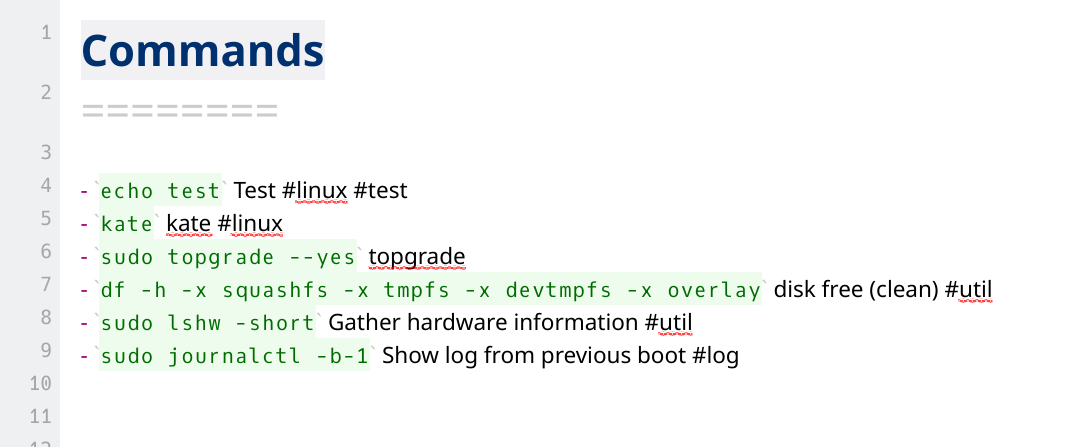 1 Commands
2 ========
3
4 - `echo test` Test #linux #test
5 - `kate` kate #linux
6 - `sudo topgrade --yes` topgrade
7 - `df -h -x squashfs -x tmpfs -x devtmpfs -x overlay` disk free (clean) #util
8 - `sudo lshw -short` Gather hardware information #util
9 - `sudo journalctl -b-1` Show log from previous boot #log
10
11
12